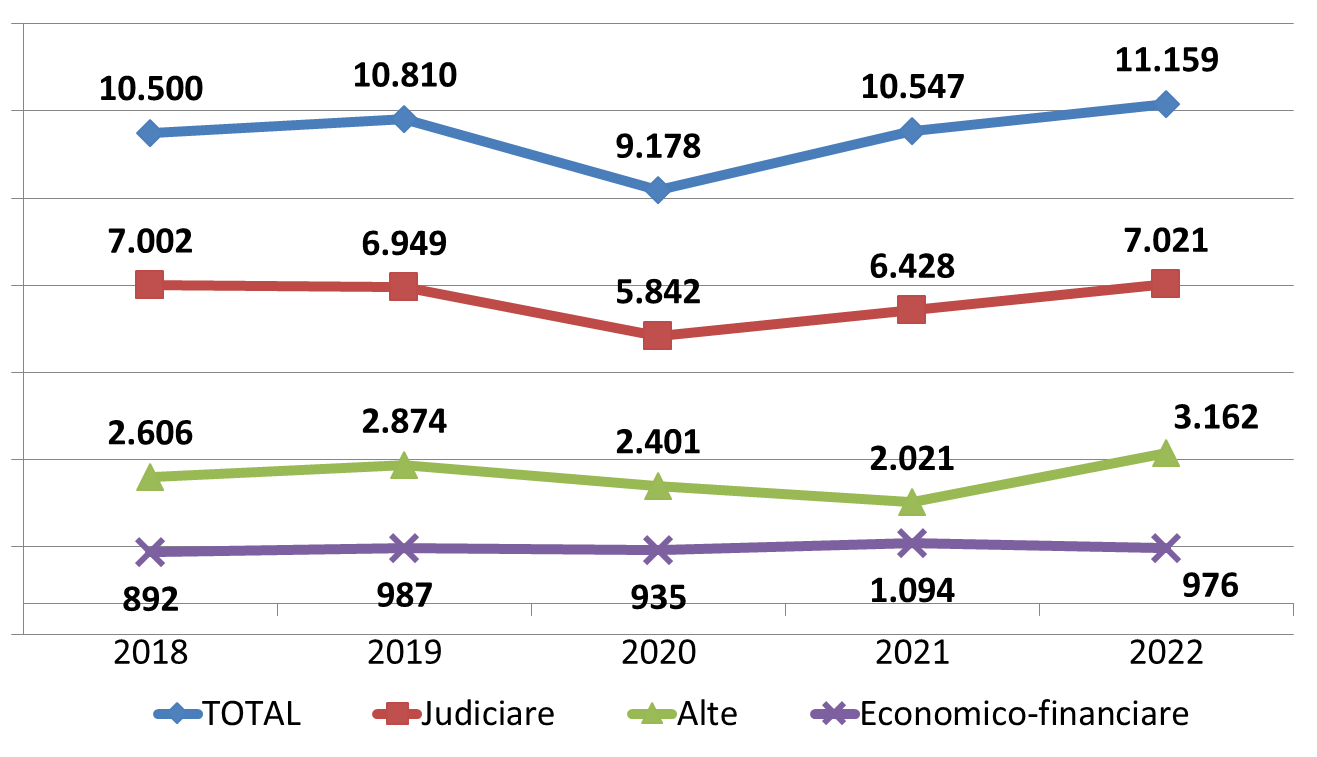 10.500 10.810 9.178 10.547 11.159
7.002 6.949 5.842 6.428 7.021
2.606 2.874 2.401 2.021 3.162
892 987 935 1.094 976
2018 2019 2020 2021 2022
TOTAL Judiciare Alte Economico-financiare